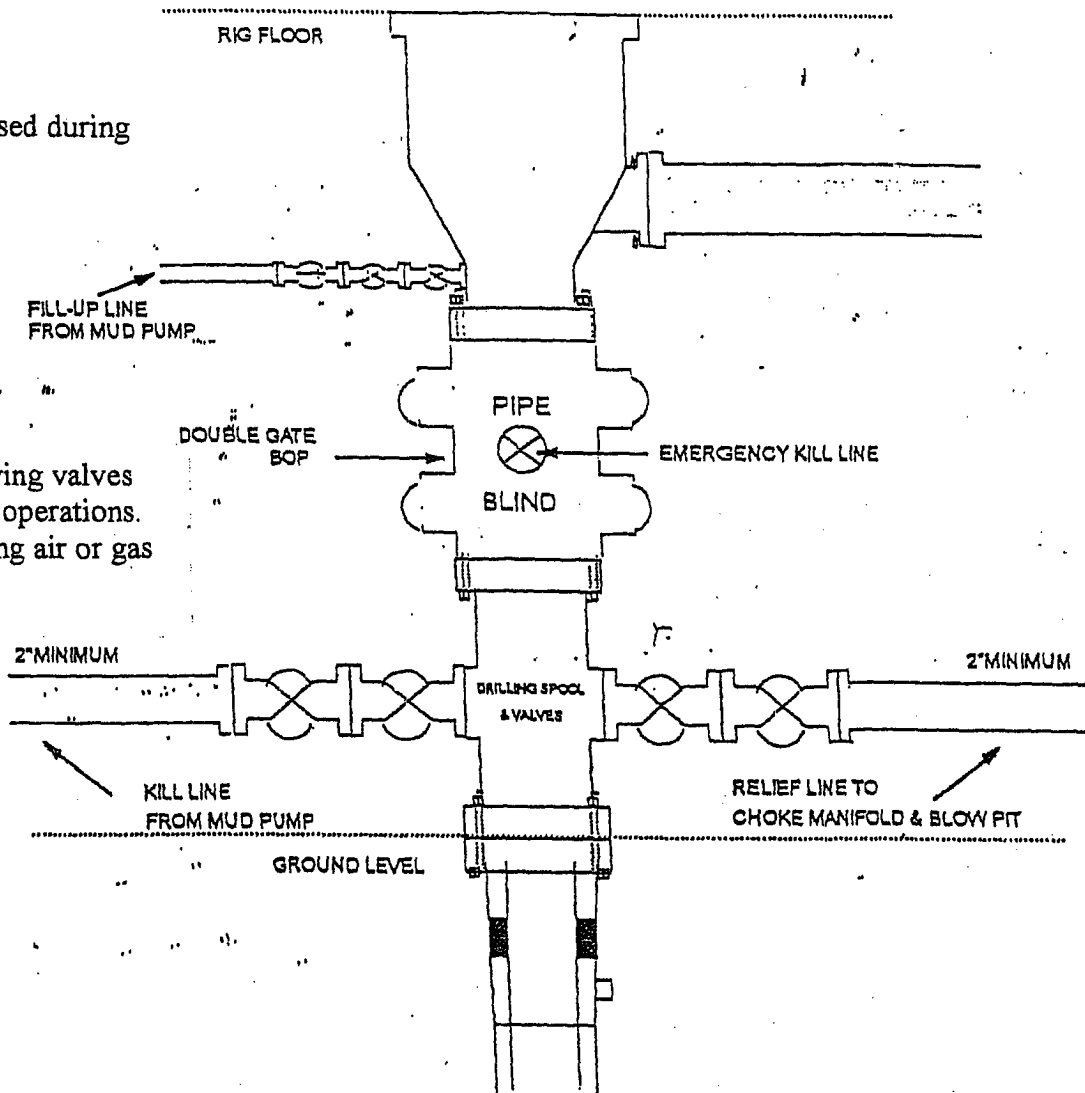 RIG FLOOR
sed during
FILL-UP LINE
FROM MUD PUMP
PIPE
DOUBLE GATE
BOP
EMERGENCY KILL LINE
BLIND
ing valves
operations.
ng air or gas
2"MINIMUM
2"MINIMUM
DRILLING SPOOL
& VALVES
KILL LINE
FROM MUD PUMP
RELIEF LINE TO
CHOKE MANIFOLD & BLOW PIT
GROUND LEVEL